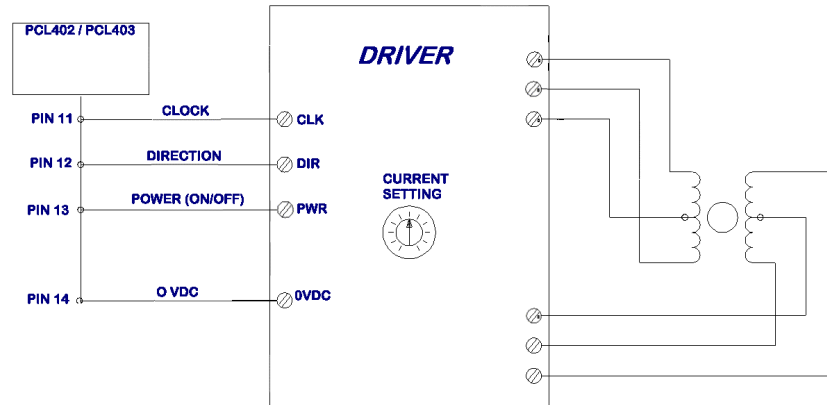 PCL402 / PCL403
DRIVER
PIN 11
CLOCK
CLK
PIN 12
DIRECTION
DIR
PIN 13
POWER (ON/OFF)
PWR
CURRENT
SETTING
PIN 14
O VDC
0VDC